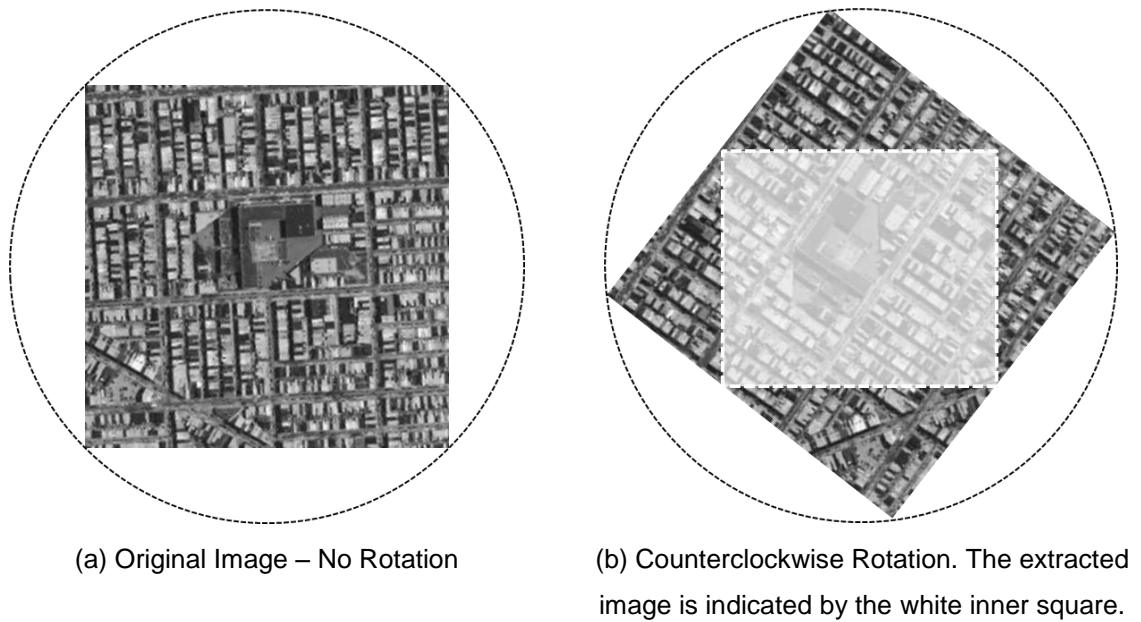 (a) Original Image – No Rotation
(b) Counterclockwise Rotation. The extracted
image is indicated by the white inner square.